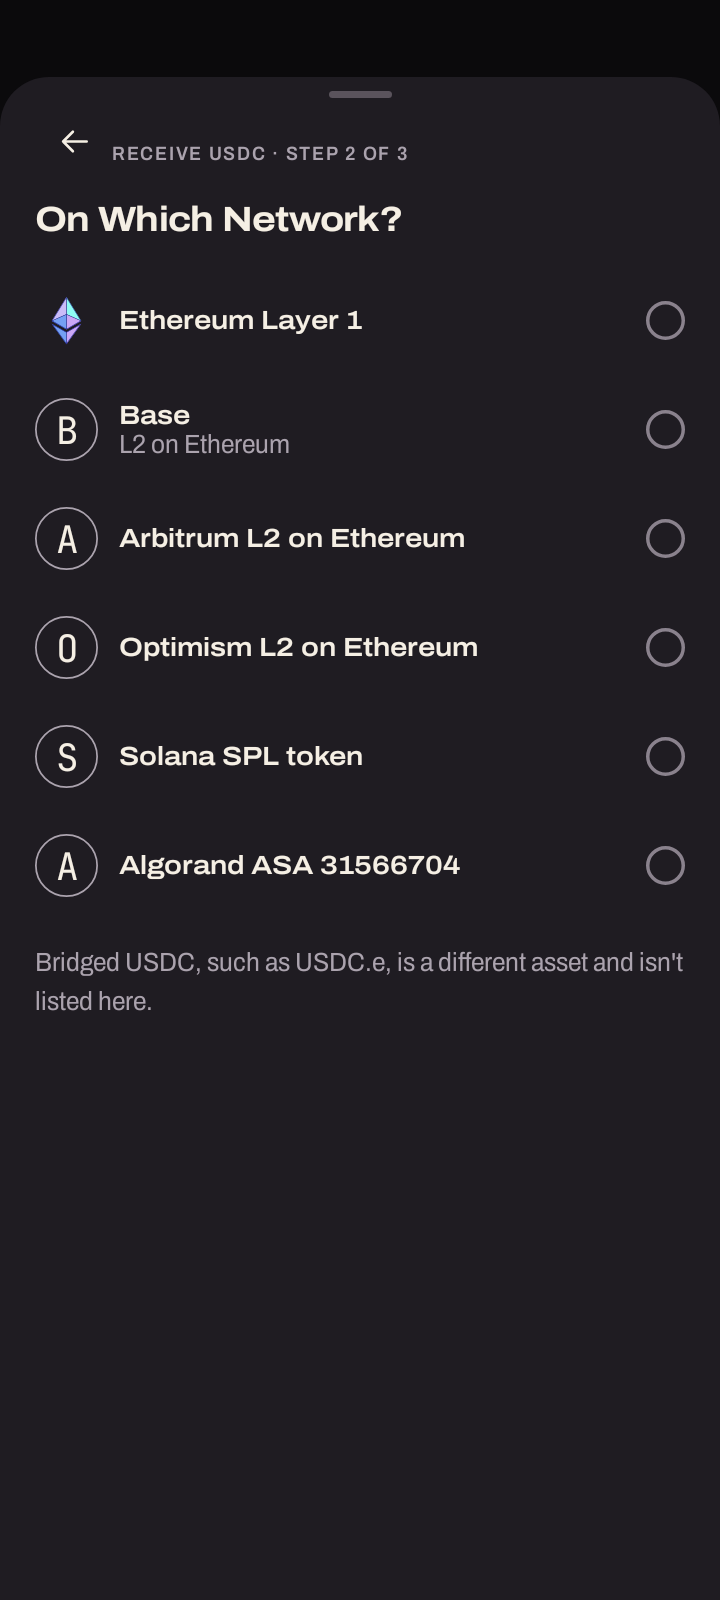 RECEIVE USDC · STEP 2 OF 3
On Which Network?
Ethereum Layer 1
B
Base
L2 on Ethereum
A
Arbitrum L2 on Ethereum
O
Optimism L2 on Ethereum
S
Solana SPL token
A
Algorand ASA 31566704
Bridged USDC, such as USDC.e, is a different asset and isn't
listed here.